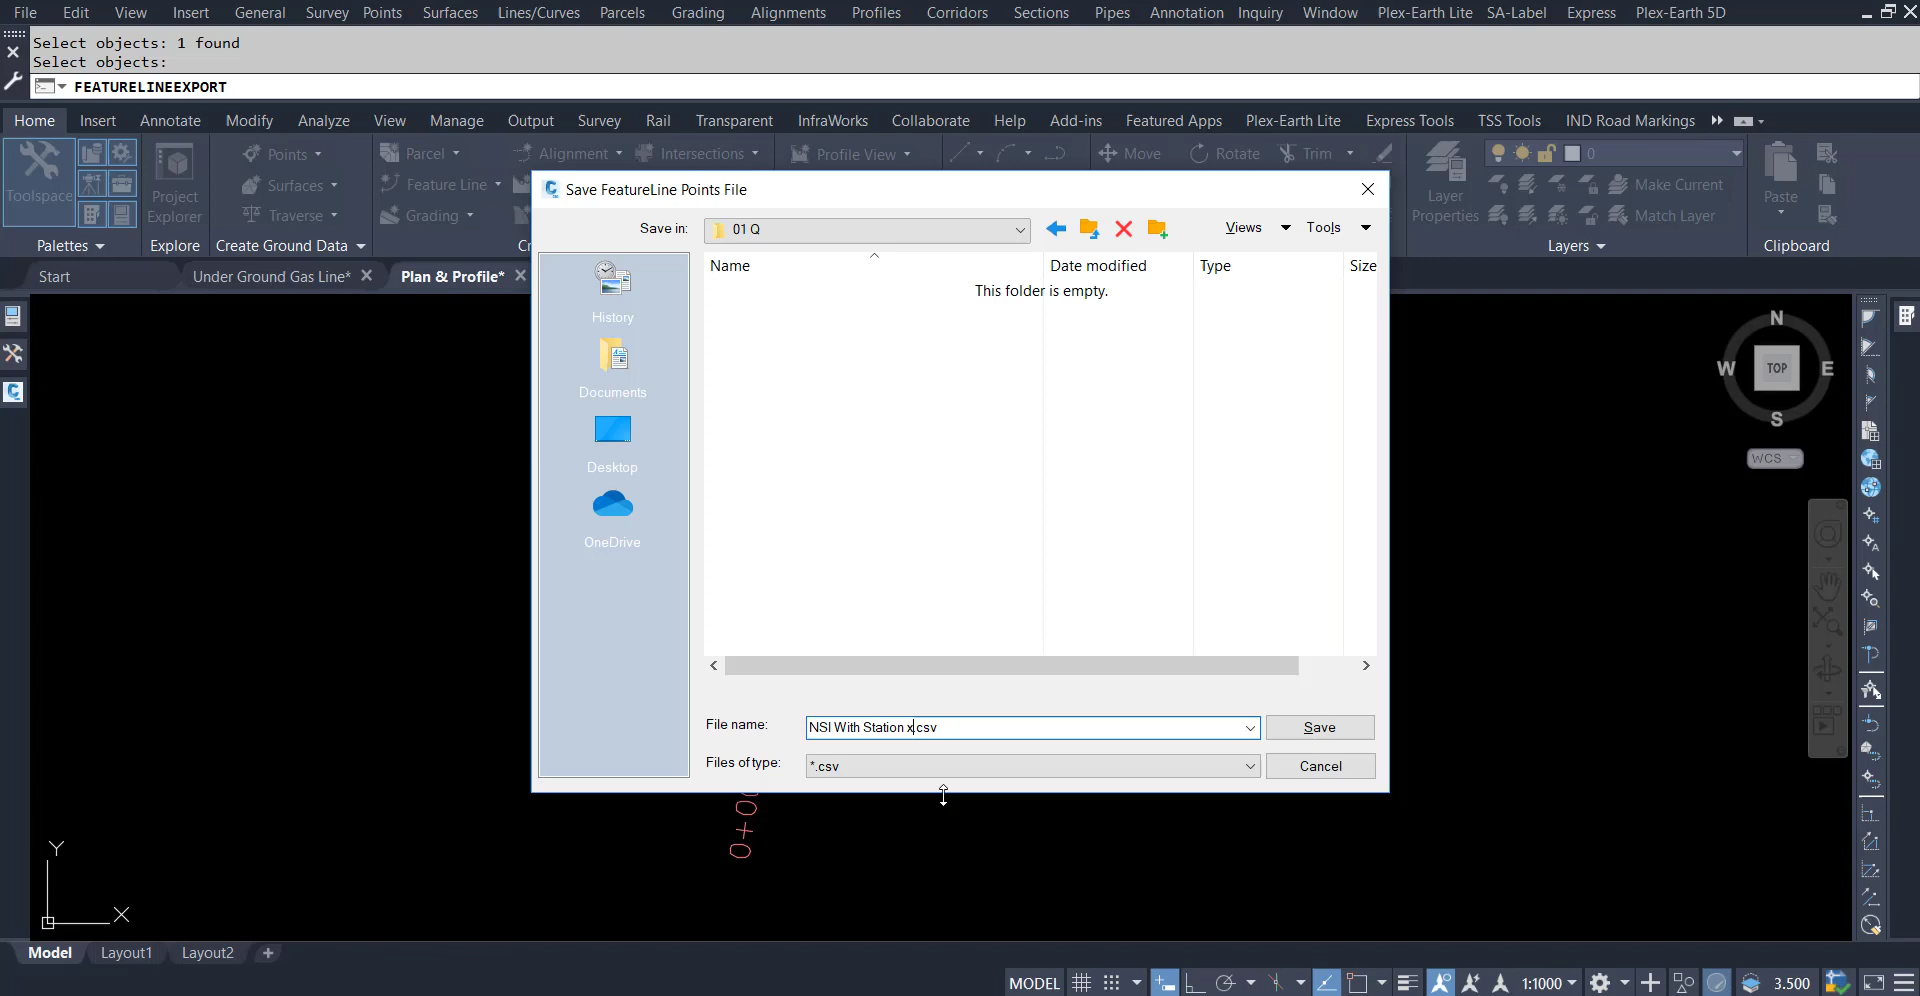 File Edit View Insert General Survey Points Surfaces Lines/Curves Parcels Grading Alignments Profiles Corridors Sections Pipes Annotation Inquiry Window Plex-Earth Lite SA-Label Express Plex-Earth 5D
Select objects: 1 found
Select objects:
FEATURELINEEXPORT
Home Insert Annotate Modify Analyze View Manage Output Survey Rail Transparent InfraWorks Collaborate Help Add-ins Featured Apps Plex-Earth Lite Express Tools TSS Tools IND Road Markings
Points Parcel Alignment Intersections Profile View Move Rotate Trim 0
Toolspace Project Explorer Surfaces Feature Line Layer Properties Make Current Paste
Traverse Grading Match Layer
Palettes Explore Create Ground Data Layers Clipboard
Save FeatureLine Points File
Save in: 01 Q Views Tools
Start Under Ground Gas Line* Plan & Profile*
Name Date modified Type Size
This folder is empty.
History
Documents
Desktop
OneDrive
N
W TOP E
S
WCS
File name: NSI With Station x.csv Save
Files of type: *.csv Cancel
0+00
Y
X
Model Layout1 Layout2 +
MODEL 1:1000 3.500